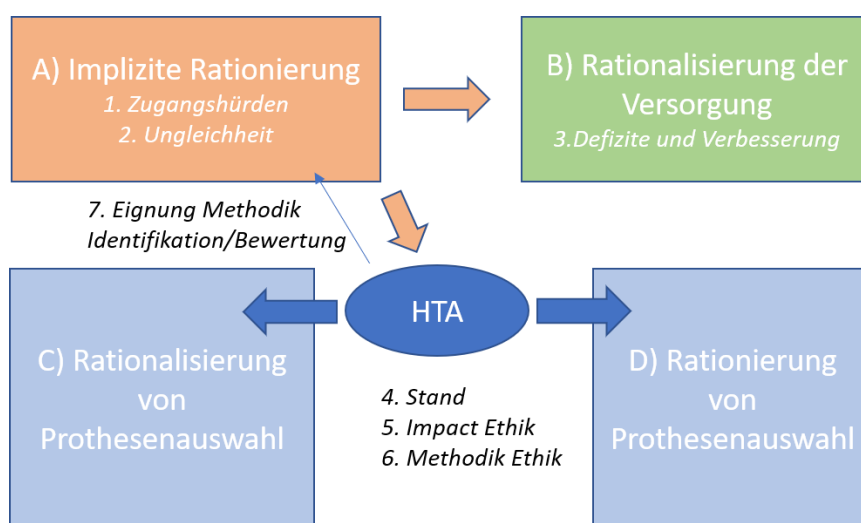 A) Implizite Rationierung
1. Zugangshürden
2. Ungleichheit
B) Rationalisierung der
Versorgung
3.Defizite und Verbesserung
7. Eignung Methodik
Identifikation/Bewertung
HTA
C) Rationalisierung
von
Prothesenauswahl
4. Stand
5. Impact Ethik
6. Methodik Ethik
D) Rationierung
von
Prothesenauswahl